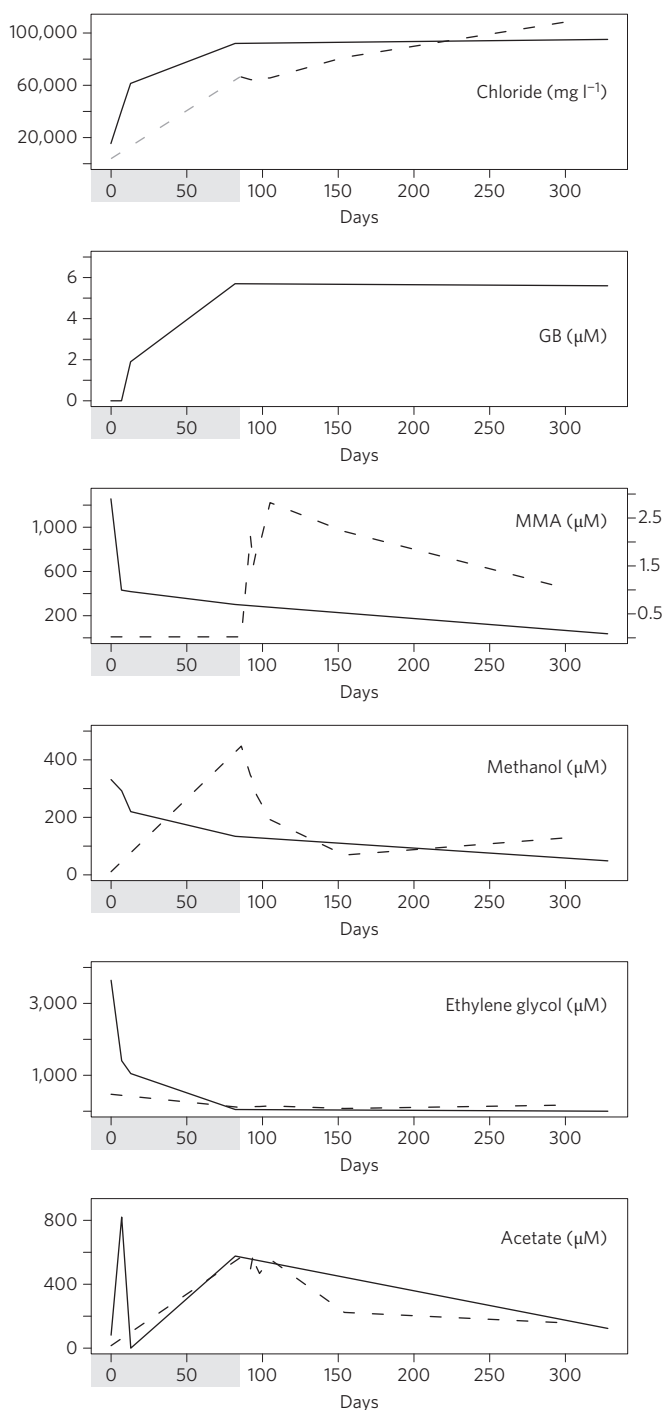 100,000
60,000
20,000
Chloride (mg l⁻¹)
0 50 100 150 200 250 300
Days
6
4
2
0
GB (μM)
0 50 100 150 200 250 300
Days
1,000
600
200
MMA (μM)
2.5
1.5
0.5
0 50 100 150 200 250 300
Days
400
200
0
Methanol (μM)
0 50 100 150 200 250 300
Days
3,000
1,000
Ethylene glycol (μM)
0 50 100 150 200 250 300
Days
800
400
0
Acetate (μM)
0 50 100 150 200 250 300
Days